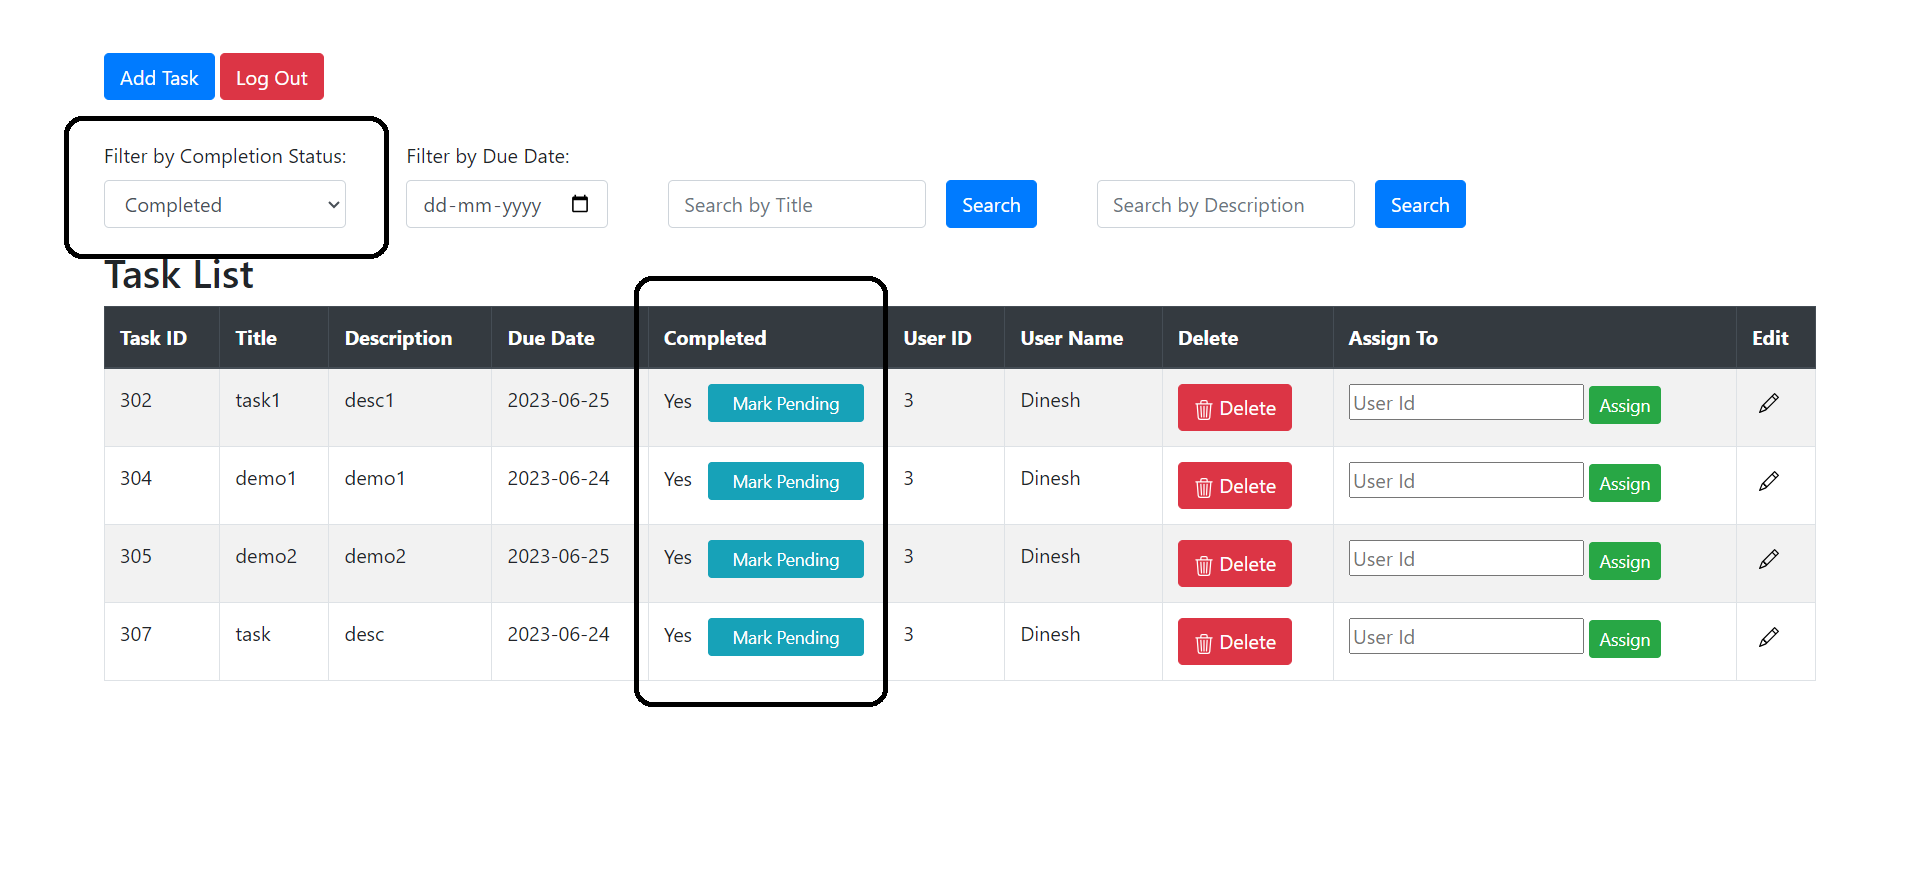 Add Task Log Out
Filter by Completion Status: Filter by Due Date:
Completed dd-mm-yyyy Search by Title Search Search by Description Search
Task List
Task ID Title Description Due Date Completed User ID User Name Delete Assign To Edit
302 task1 desc1 2023-06-25 Yes Mark Pending 3 Dinesh Delete User Id Assign
304 demo1 demo1 2023-06-24 Yes Mark Pending 3 Dinesh Delete User Id Assign
305 demo2 demo2 2023-06-25 Yes Mark Pending 3 Dinesh Delete User Id Assign
307 task desc 2023-06-24 Yes Mark Pending 3 Dinesh Delete User Id Assign